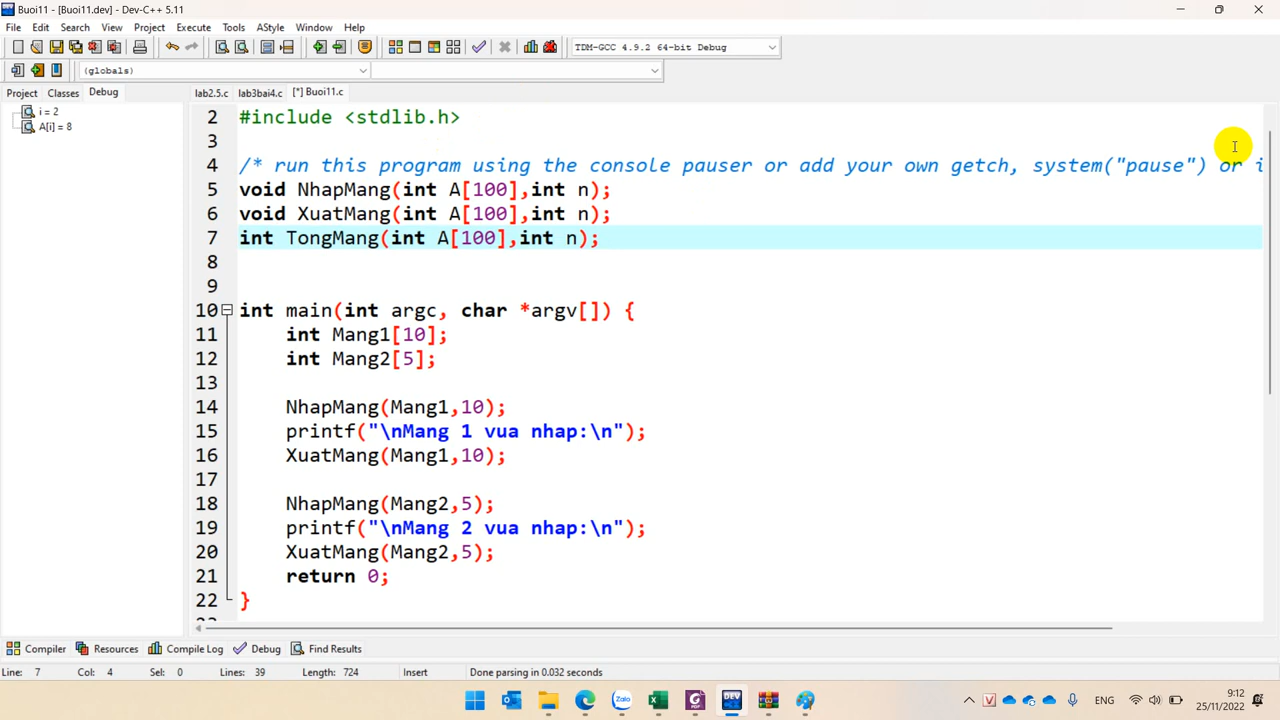 Buoi11 - [Buoi11.dev] - Dev-C++ 5.11
File Edit Search View Project Execute Tools AStyle Window Help
TDM-GCC 4.9.2 64-bit Debug
(globals)
Project Classes Debug lab2.5.c lab3bai4.c [*] Buoi11.c
i = 2
A[i] = 8
2 #include <stdlib.h>
3
4 /* run this program using the console pauser or add your own getch, system("pause") or i
5 void NhapMang(int A[100],int n);
6 void XuatMang(int A[100],int n);
7 int TongMang(int A[100],int n);
8
9
10 int main(int argc, char *argv[]) {
11 int Mang1[10];
12 int Mang2[5];
13
14 NhapMang(Mang1,10);
15 printf("\nMang 1 vua nhap:\n");
16 XuatMang(Mang1,10);
17
18 NhapMang(Mang2,5);
19 printf("\nMang 2 vua nhap:\n");
20 XuatMang(Mang2,5);
21 return 0;
22 }
Compiler Resources Compile Log Debug Find Results
Line: 7 Col: 4 Sel: 0 Lines: 39 Length: 724 Insert Done parsing in 0.032 seconds
Zalo ENG 9:12
25/11/2022